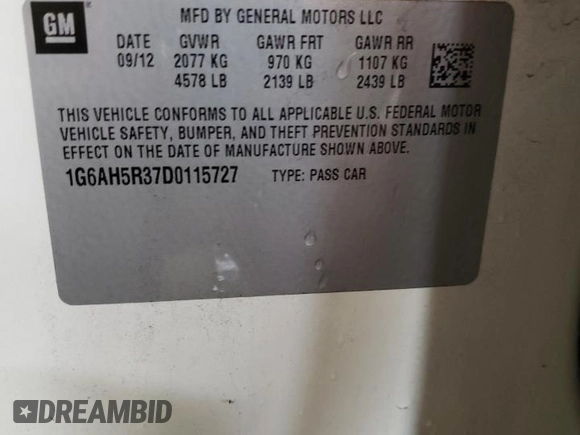 GM
®
MFD BY GENERAL MOTORS LLC
DATE GVWR GAWR FRT GAWR RR
09/12 2077 KG 970 KG 1107 KG
4578 LB 2139 LB 2439 LB
THIS VEHICLE CONFORMS TO ALL APPLICABLE U.S. FEDERAL MOTOR
VEHICLE SAFETY, BUMPER, AND THEFT PREVENTION STANDARDS IN
EFFECT ON THE DATE OF MANUFACTURE SHOWN ABOVE.
1G6AH5R37D0115727 TYPE: PASS CAR
DREAMBID